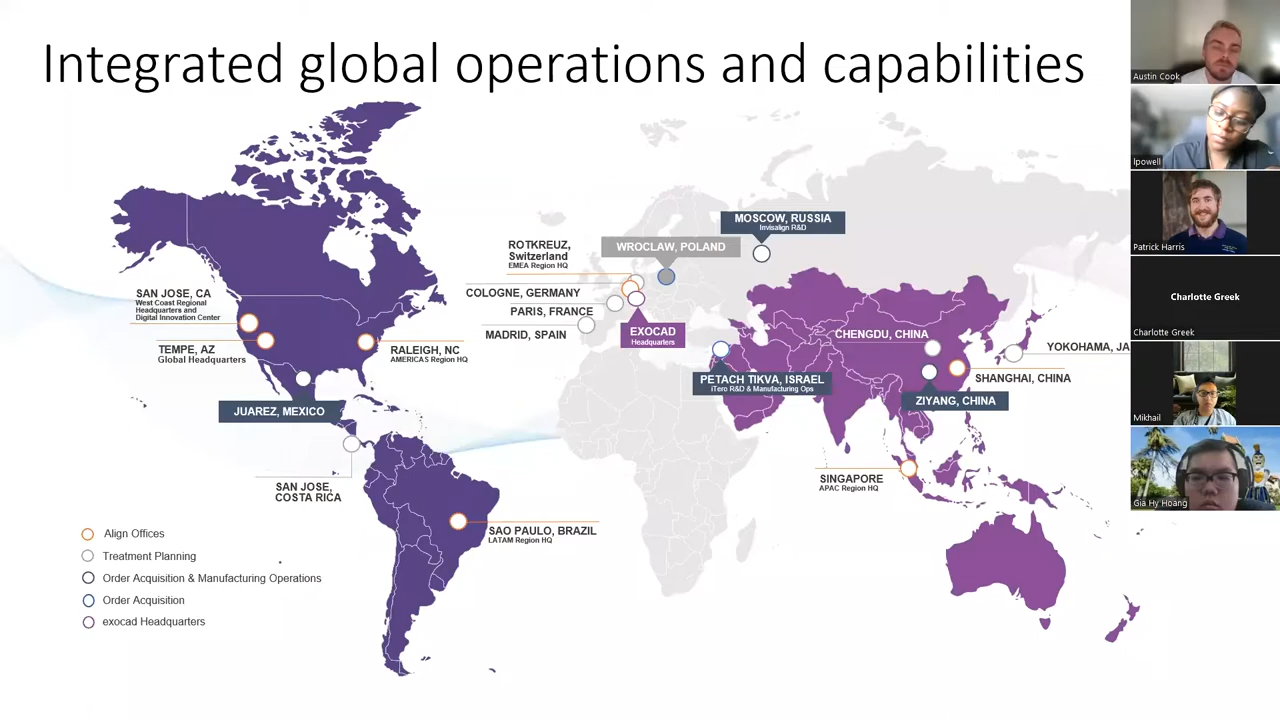 Integrated global operations and capabilities
MOSCOW, RUSSIA
Invisalign R&D
ROTKREUZ,
Switzerland
EMEA Region HQ
WROCLAW, POLAND
SAN JOSE, CA
West Coast Regional
Headquarters and
Digital Innovation Center
COLOGNE, GERMANY
PARIS, FRANCE
MADRID, SPAIN
EXOCAD
Headquarters
CHENGDU, CHINA
YOKOHAMA, JA
TEMPE, AZ
Global Headquarters
RALEIGH, NC
AMERICAS Region HQ
PETACH TIKVA, ISRAEL
iTero R&D & Manufacturing Ops
SHANGHAI, CHINA
ZIYANG, CHINA
JUAREZ, MEXICO
SAN JOSE,
COSTA RICA
SINGAPORE
APAC Region HQ
SAO PAULO, BRAZIL
LATAM Region HQ
Align Offices
Treatment Planning
Order Acquisition & Manufacturing Operations
Order Acquisition
exocad Headquarters
Austin Cook
lpowell
Patrick Harris
Charlotte Greek
Charlotte Greek
Mikhail
Gia Hy Hoang